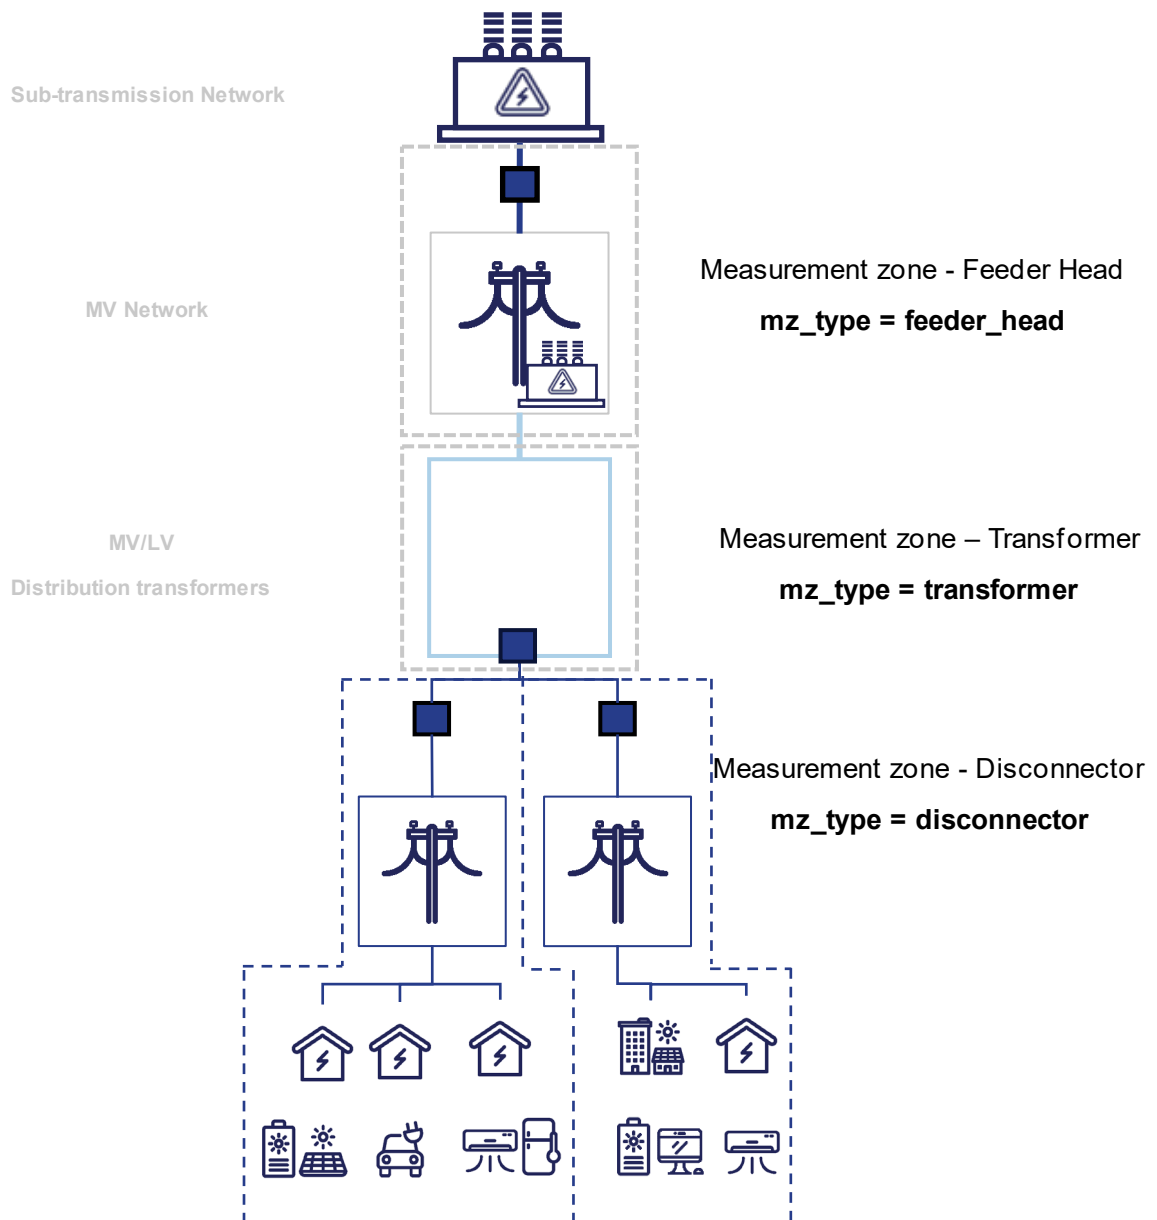 Sub-transmission Network
Measurement zone - Feeder Head
MV Network
mz_type = feeder_head
Measurement zone – Transformer
MV/LV
Distribution transformers
mz_type = transformer
Measurement zone - Disconnector
mz_type = disconnector